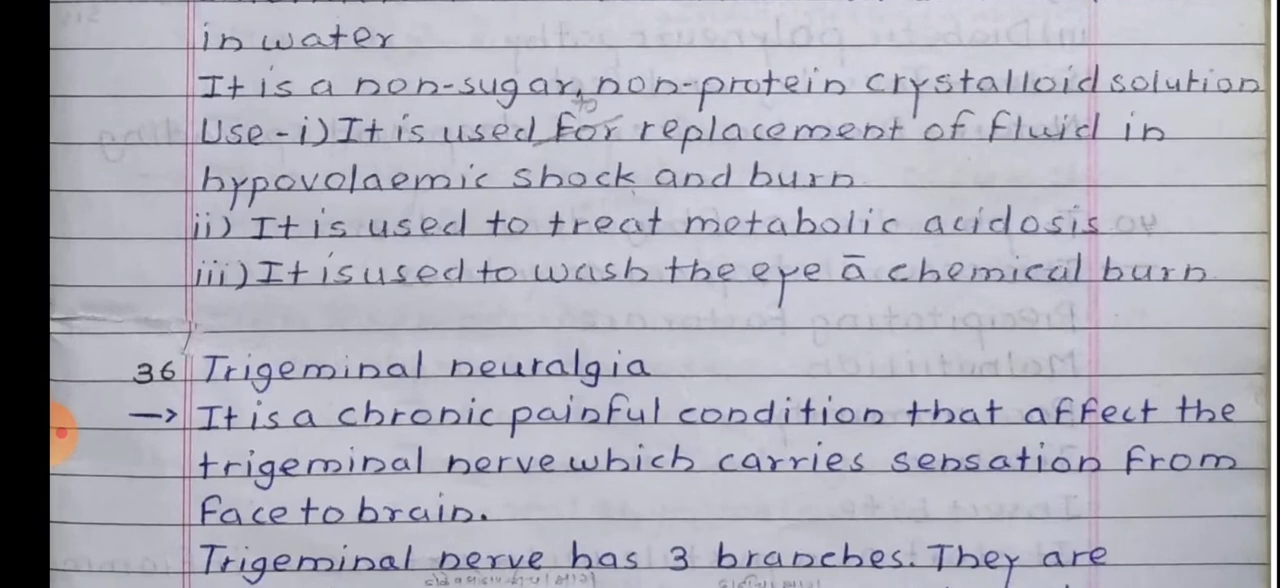 in water
It is a non-sugar, non-protein crystalloid solution
Use - i) It is used to for replacement of fluid in
hypovolaemic shock and burn
ii) It is used to treat metabolic acidosis
iii) It is used to wash the eye ā chemical burn
36 Trigeminal neuralgia
→ It is a chronic painful condition that affect the
trigeminal nerve which carries sensation from
face to brain.
Trigeminal nerve has 3 branches. They are